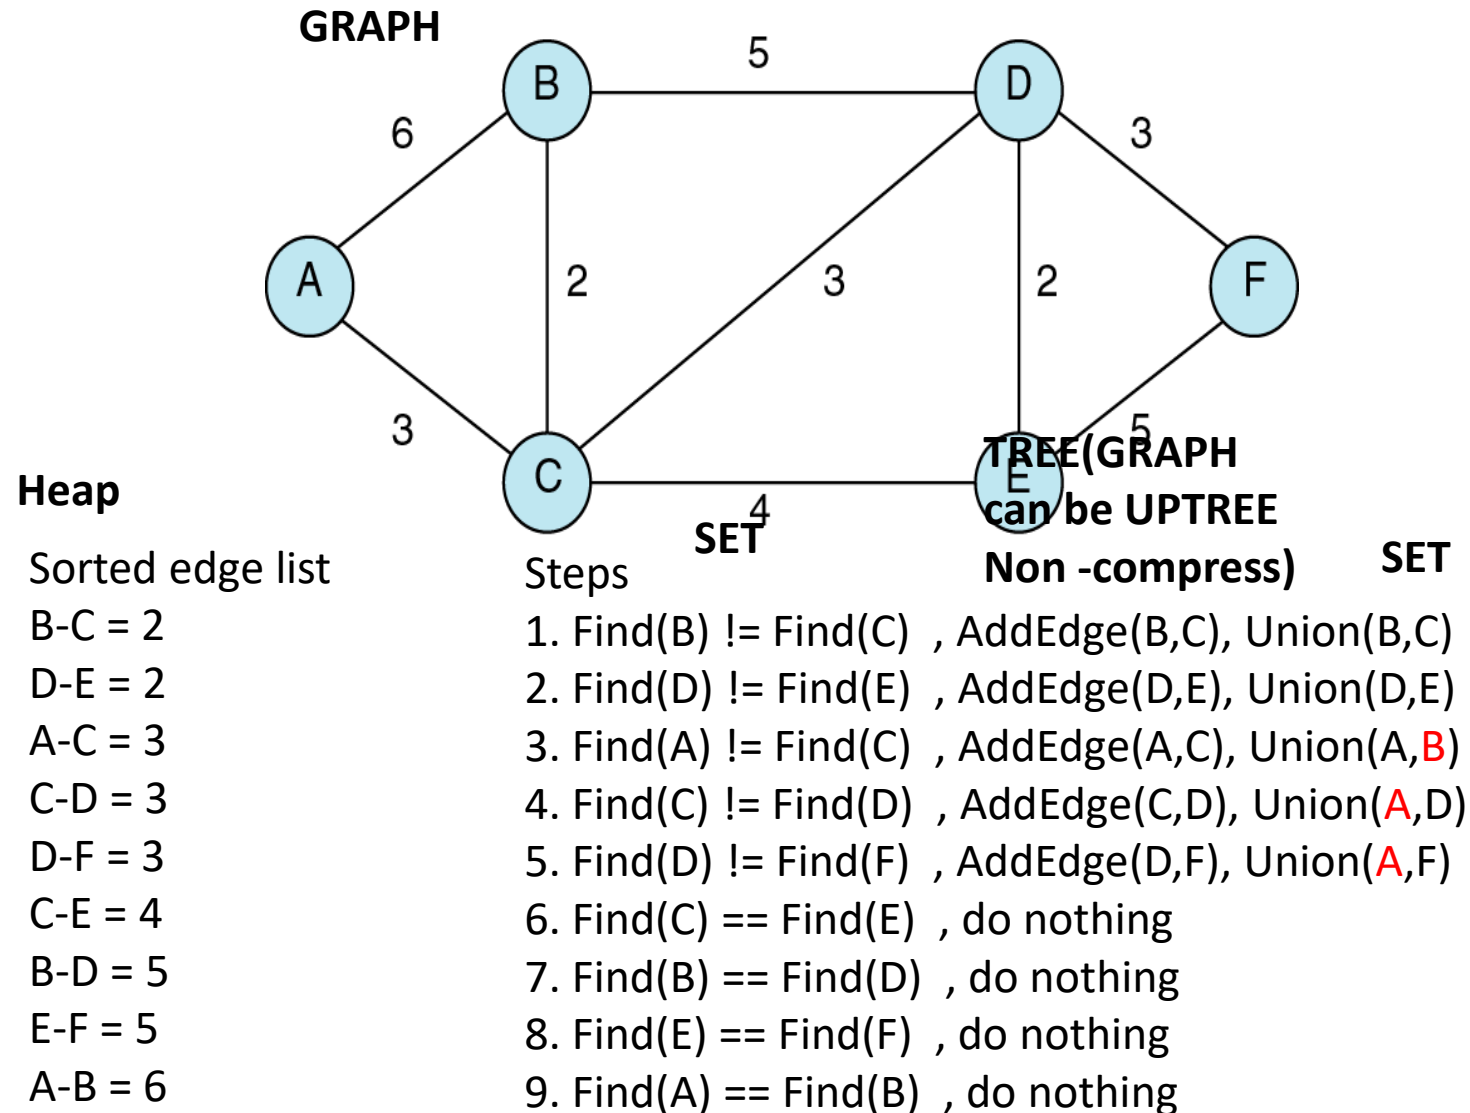 GRAPH
5
B
D
6
3
A
2
3
2
F
3
5
C
E
4
Heap
SET
TREE(GRAPH
can be UPTREE
Non -compress)
SET
Sorted edge list
B-C = 2
D-E = 2
A-C = 3
C-D = 3
D-F = 3
C-E = 4
B-D = 5
E-F = 5
A-B = 6
Steps
1. Find(B) != Find(C) , AddEdge(B,C), Union(B,C)
2. Find(D) != Find(E) , AddEdge(D,E), Union(D,E)
3. Find(A) != Find(C) , AddEdge(A,C), Union(A,B)
4. Find(C) != Find(D) , AddEdge(C,D), Union(A,D)
5. Find(D) != Find(F) , AddEdge(D,F), Union(A,F)
6. Find(C) == Find(E) , do nothing
7. Find(B) == Find(D) , do nothing
8. Find(E) == Find(F) , do nothing
9. Find(A) == Find(B) , do nothing